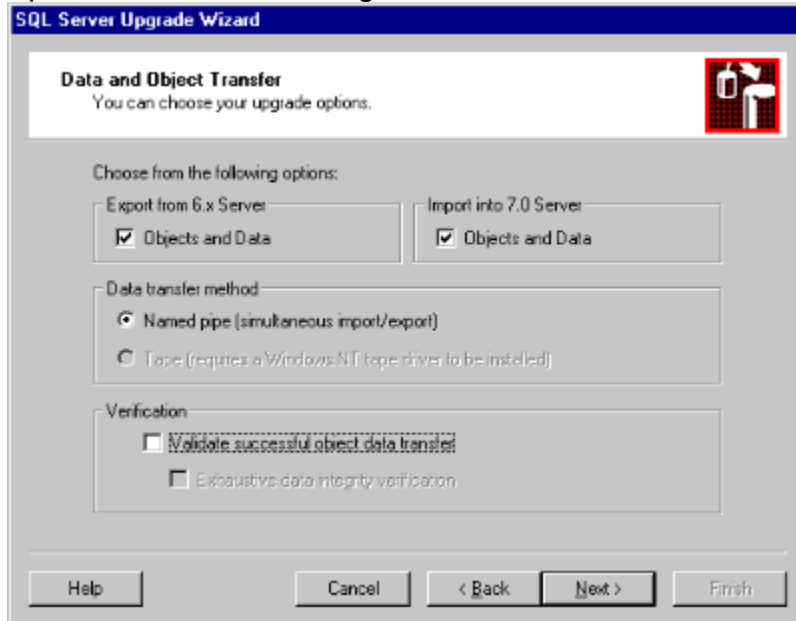 SQL Server Upgrade Wizard
Data and Object Transfer
You can choose your upgrade options.
Choose from the following options:
Export from 6.x Server
Objects and Data
Import into 7.0 Server
Objects and Data
Data transfer method
Named pipe (simultaneous import/export)
Tape (requires a Windows NT tape driver to be installed)
Verification
Validate successful object data transfer
Exhaustive data integrity verification
Help
Cancel
< Back
Next >
Finish